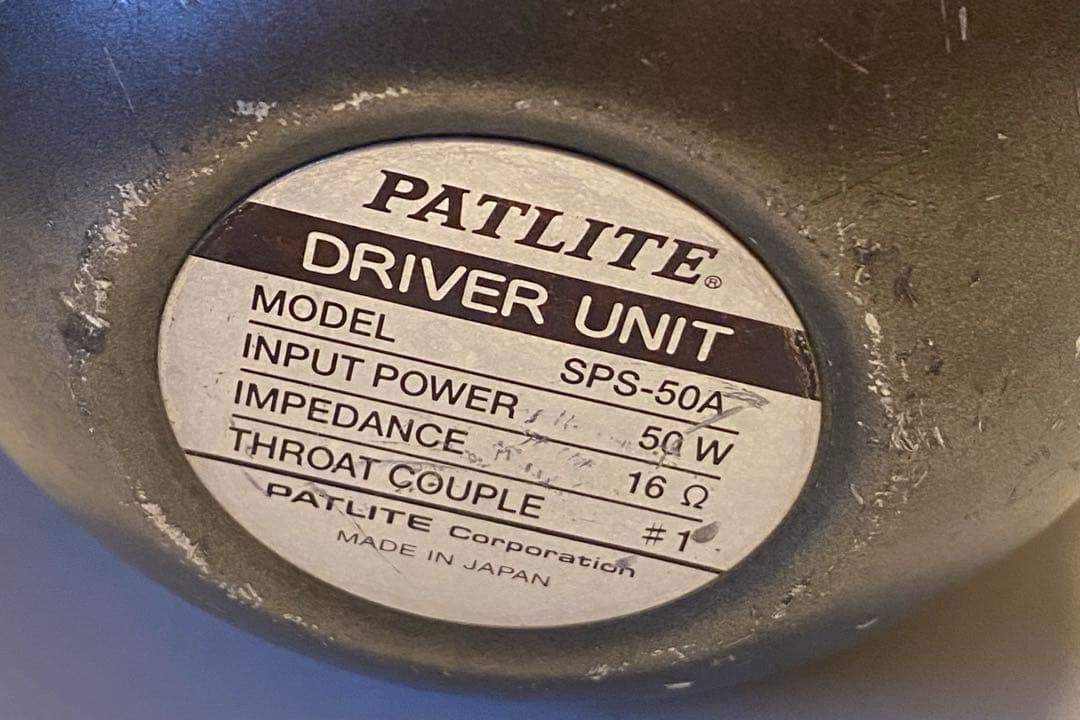 PATLITE®
DRIVER UNIT
MODEL SPS-50A
INPUT POWER 50 W
IMPEDANCE 16 Ω
THROAT COUPLE #1
PATLITE Corporation
MADE IN JAPAN